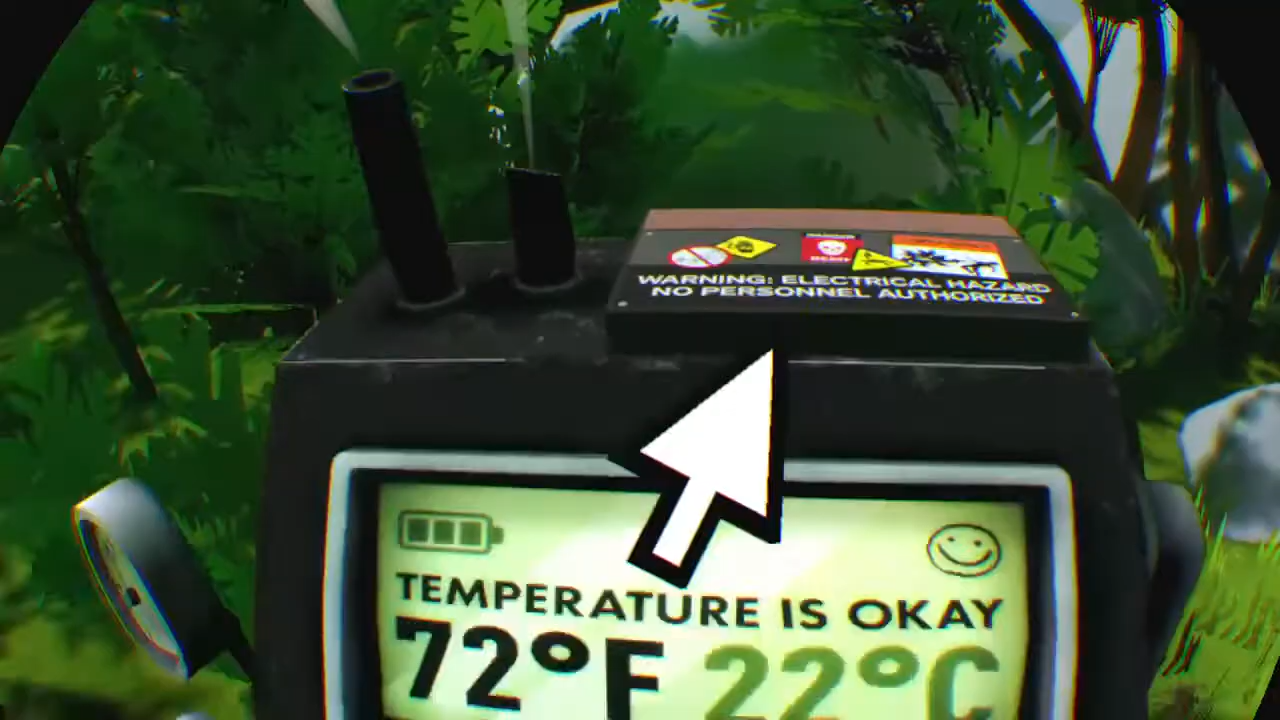 WARNING: ELECTRICAL HAZARD
NO PERSONNEL AUTHORIZED
TEMPERATURE IS OKAY
72°F 22°C